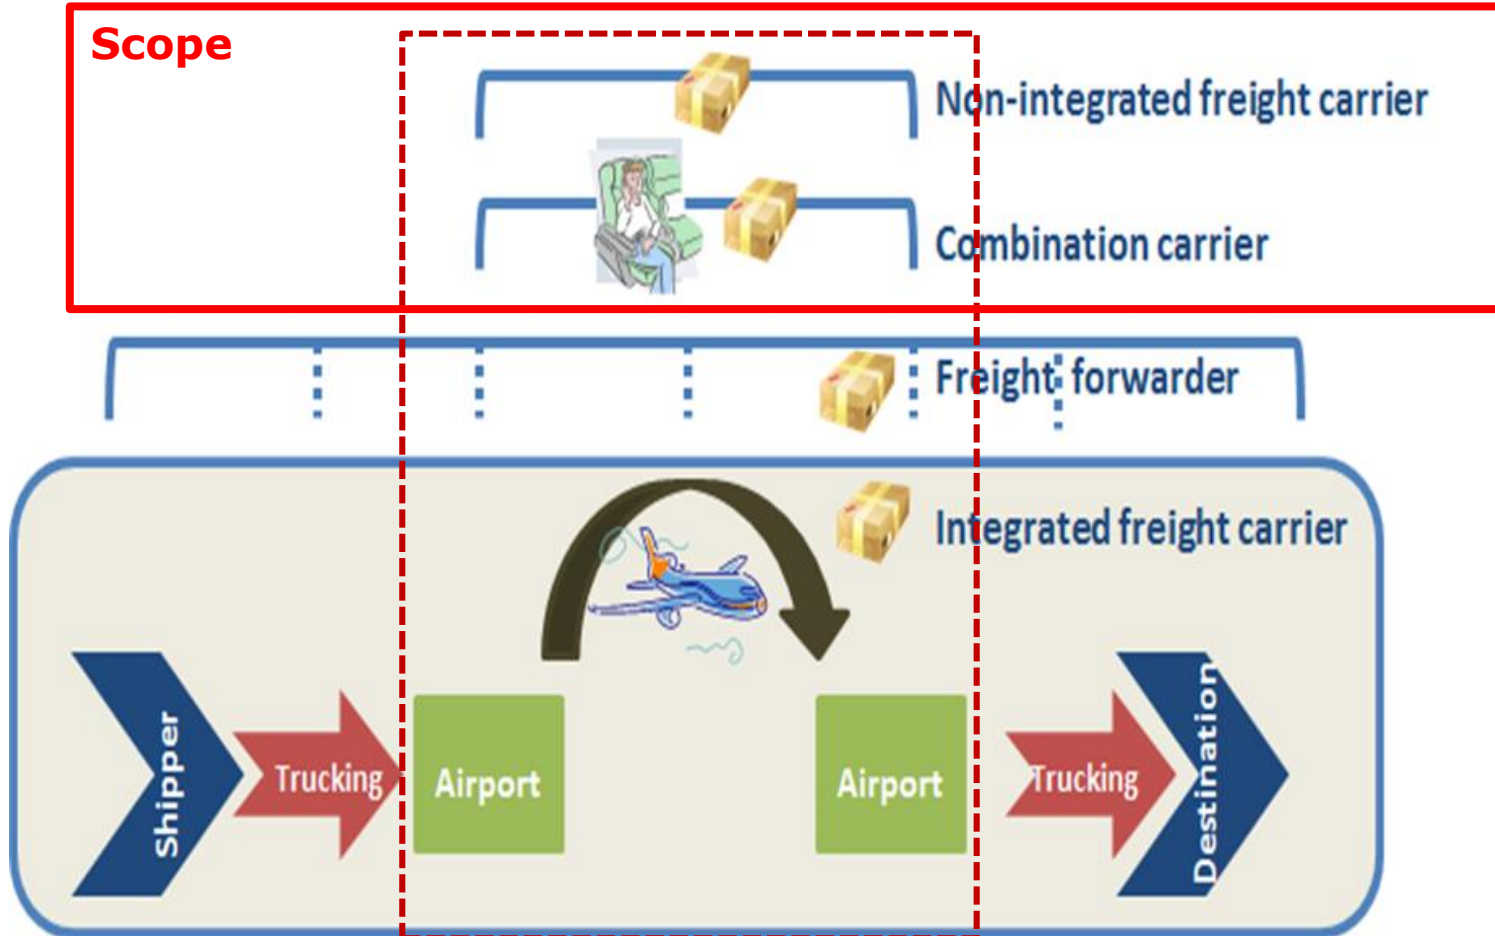 Scope
Non-integrated freight carrier
Combination carrier
Freight forwarder
Integrated freight carrier
Shipper
Trucking
Airport
Airport
Trucking
Destination